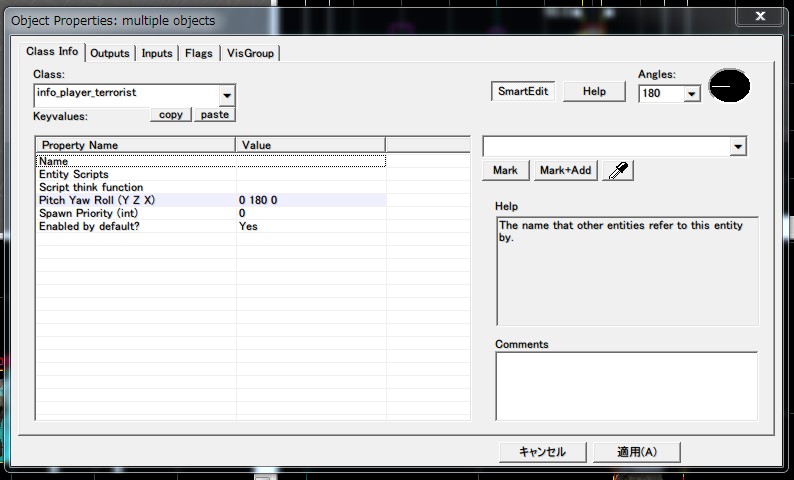 Object Properties: multiple objects
Class Info Outputs Inputs Flags VisGroup
Class:
info_player_terrorist
Keyvalues: copy paste
SmartEdit Help
Angles:
180
Property Name Value
Name
Entity Scripts
Script think function
Pitch Yaw Roll (Y Z X) 0 180 0
Spawn Priority (int) 0
Enabled by default? Yes
Mark Mark+Add
Help
The name that other entities refer to this entity
by.
Comments
キャンセル 適用(A)